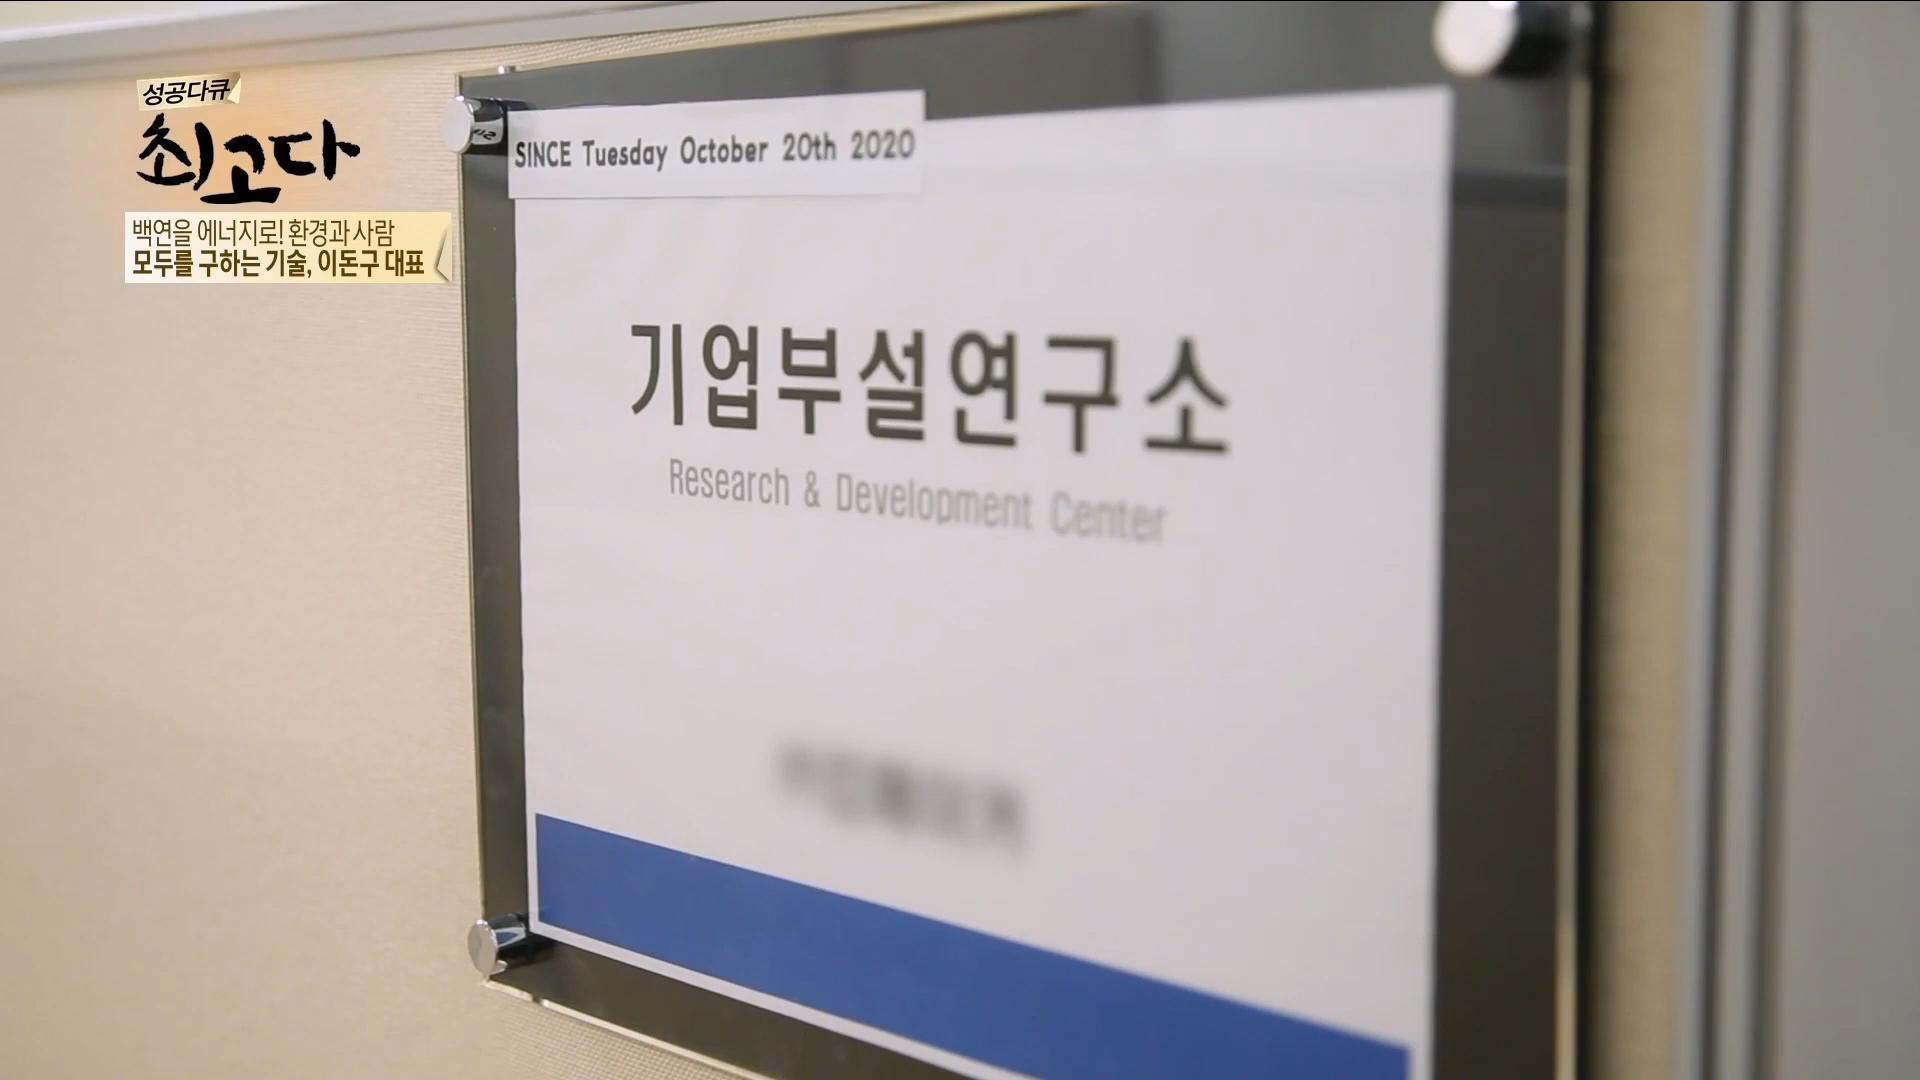 성공다큐
최고다
백연을 에너지로! 환경과 사람
모두를 구하는 기술, 이돈구 대표
SINCE Tuesday October 20th 2020
기업부설연구소
Research & Development Center